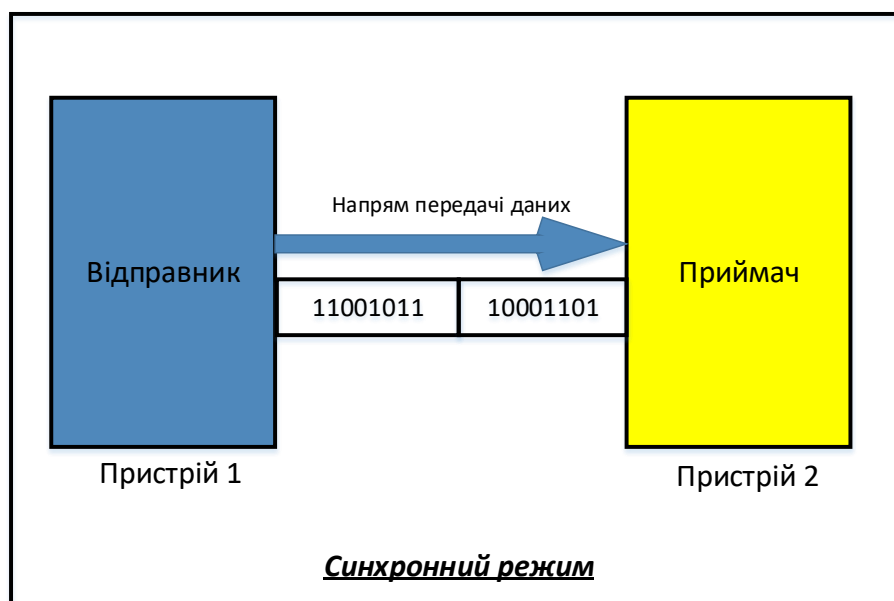 Напрям передачі даних
Відправник
Приймач
11001011
10001101
Пристрій 1
Пристрій 2
Синхронний режим